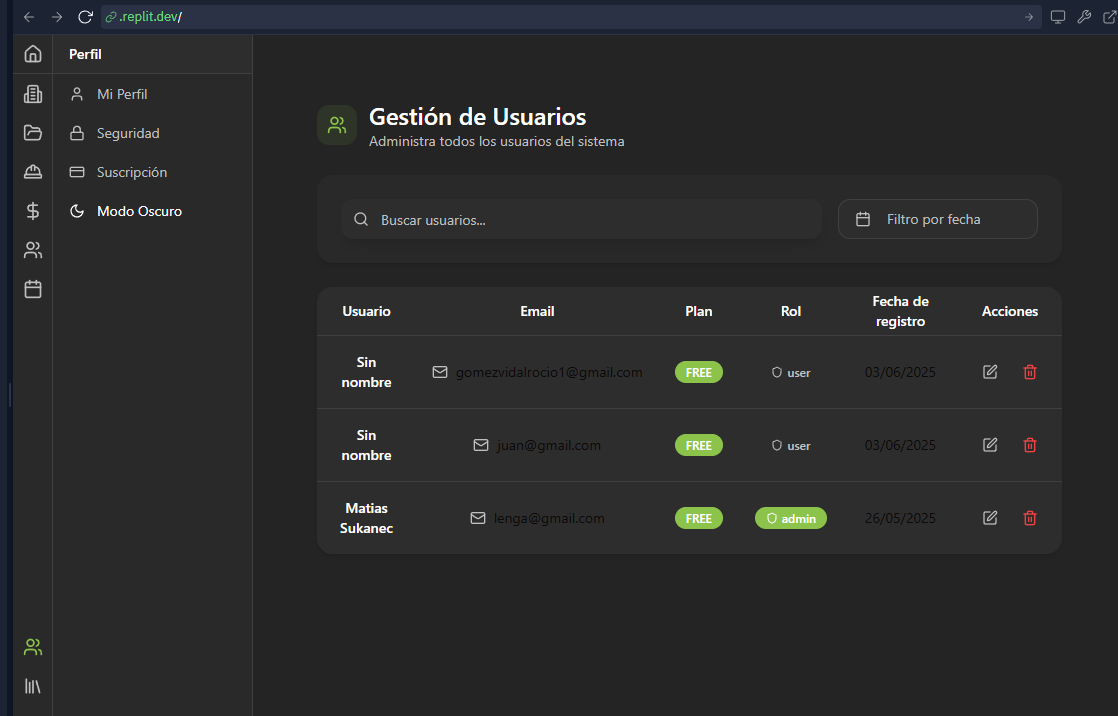 .replit.dev/
Perfil
Mi Perfil
Seguridad
Suscripción
Modo Oscuro
Gestión de Usuarios
Administra todos los usuarios del sistema
Buscar usuarios...
Filtro por fecha
Usuario Email Plan Rol Fecha de registro Acciones
Sin nombre gomezvidalrocio1@gmail.com FREE user 03/06/2025
Sin nombre juan@gmail.com FREE user 03/06/2025
Matias Sukanec lenga@gmail.com FREE admin 26/05/2025